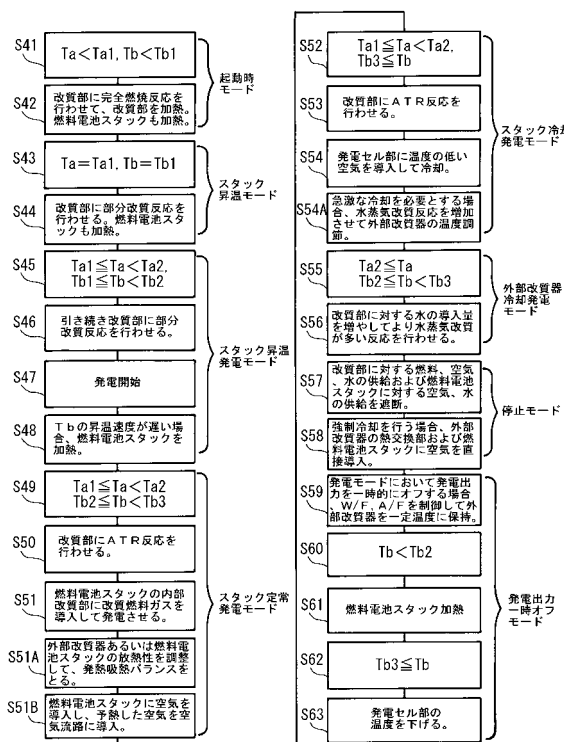 S41
Ta<Ta1, Tb<Tb1
S42
改質部に完全燃焼反応を
行わせて、改質部を加熱。
燃料電池スタックも加熱。
起動時
モード
S43
Ta=Ta1, Tb=Tb1
S44
改質部に部分改質反応を
行わせる。燃料電池スタッ
クも加熱。
スタック
昇温モード
S45
Ta1≦Ta<Ta2,
Tb1≦Tb<Tb2
S46
引き続き改質部に部分
改質反応を行わせる。
S47
発電開始
S48
Tbの昇温速度が遅い場
合、燃料電池スタックを
加熱。
スタック昇温
発電モード
S49
Ta1≦Ta<Ta2
Tb2≦Tb<Tb3
S50
改質部にATR反応を
行わせる。
S51
燃料電池スタックの内部
改質部に改質燃料ガスを
導入して発電させる。
S51A
外部改質器あるいは燃料電
池スタックの放熱性を調整
して、発熱吸熱バランスを
とる。
S51B
燃料電池スタックに空気を
導入し、予熱した空気を空
気流路に導入。
スタック定常
発電モード
S52
Ta1≦Ta<Ta2,
Tb3≦Tb
S53
改質部にATR反応を
行わせる。
S54
発電セル部に温度の低い
空気を導入して冷却。
S54A
急激な冷却を必要とする場
合、水蒸気改質反応を増加
させて外部改質器の温度調
節。
スタック冷却
発電モード
S55
Ta2≦Ta
Tb2≦Tb<Tb3
S56
改質部に対する水の導入量
を増やしてより水蒸気改質
が多い反応を行わせる。
外部改質器
冷却発電
モード
S57
改質部に対する燃料、空気
、水の供給および燃料電池
スタックに対する空気、水
の供給を遮断。
S58
強制冷却を行う場合、外部
改質器の熱交換部および燃
料電池スタックに空気を直
接導入。
停止モード
S59
発電モードにおいて発電出
力を一時的にオフする場合
、W/F、A/Fを制御して外
部改質器を一定温度に保持。
S60
Tb<Tb2
S61
燃料電池スタック加熱
S62
Tb3≦Tb
S63
発電セル部の
温度を下げる。
発電出力
一時オフ
モード